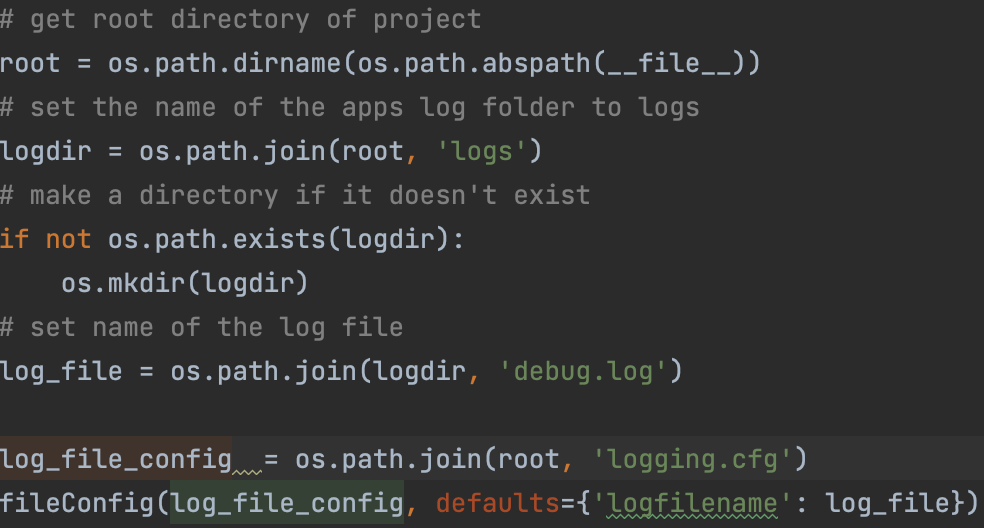 # get root directory of project
root = os.path.dirname(os.path.abspath(__file__))
# set the name of the apps log folder to logs
logdir = os.path.join(root, 'logs')
# make a directory if it doesn't exist
if not os.path.exists(logdir):
    os.mkdir(logdir)
# set name of the log file
log_file = os.path.join(logdir, 'debug.log')

log_file_config  = os.path.join(root, 'logging.cfg')
fileConfig(log_file_config, defaults={'logfilename': log_file})